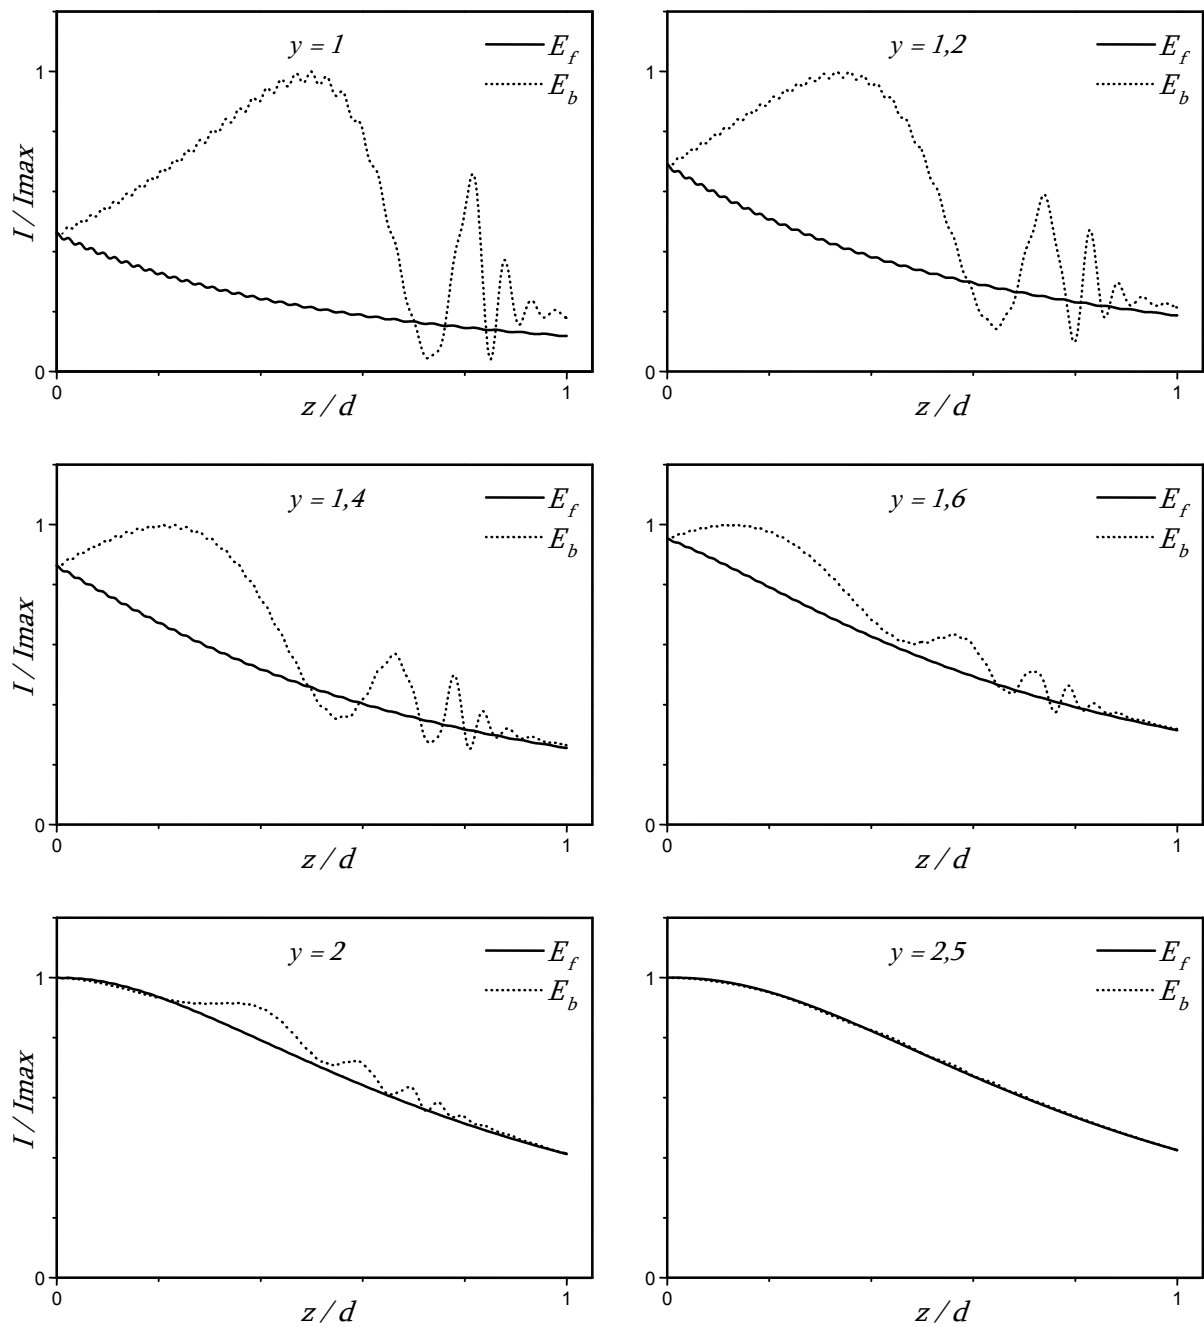 y = 1
E_f
E_b
1
I / Imax
0
0
1
z / d
y = 1,2
E_f
E_b
1
0
0
1
z / d
y = 1,4
E_f
E_b
1
I / Imax
0
0
1
z / d
y = 1,6
E_f
E_b
1
0
0
1
z / d
y = 2
E_f
E_b
1
I / Imax
0
0
1
z / d
y = 2,5
E_f
E_b
1
0
0
1
z / d